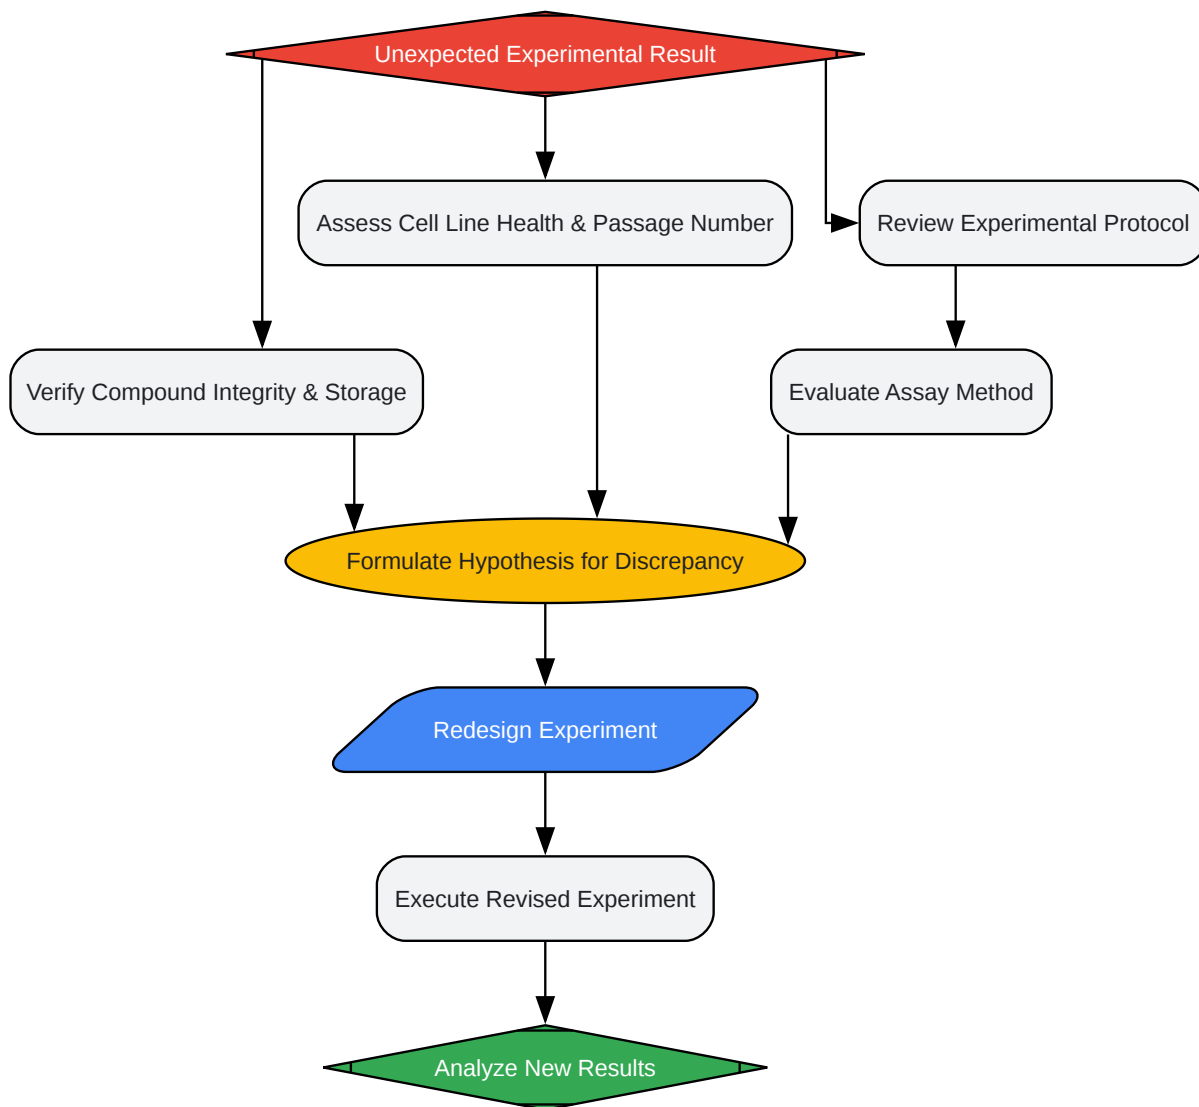 Unexpected Experimental Result
Assess Cell Line Health & Passage Number
Review Experimental Protocol
Verify Compound Integrity & Storage
Evaluate Assay Method
Formulate Hypothesis for Discrepancy
Redesign Experiment
Execute Revised Experiment
Analyze New Results